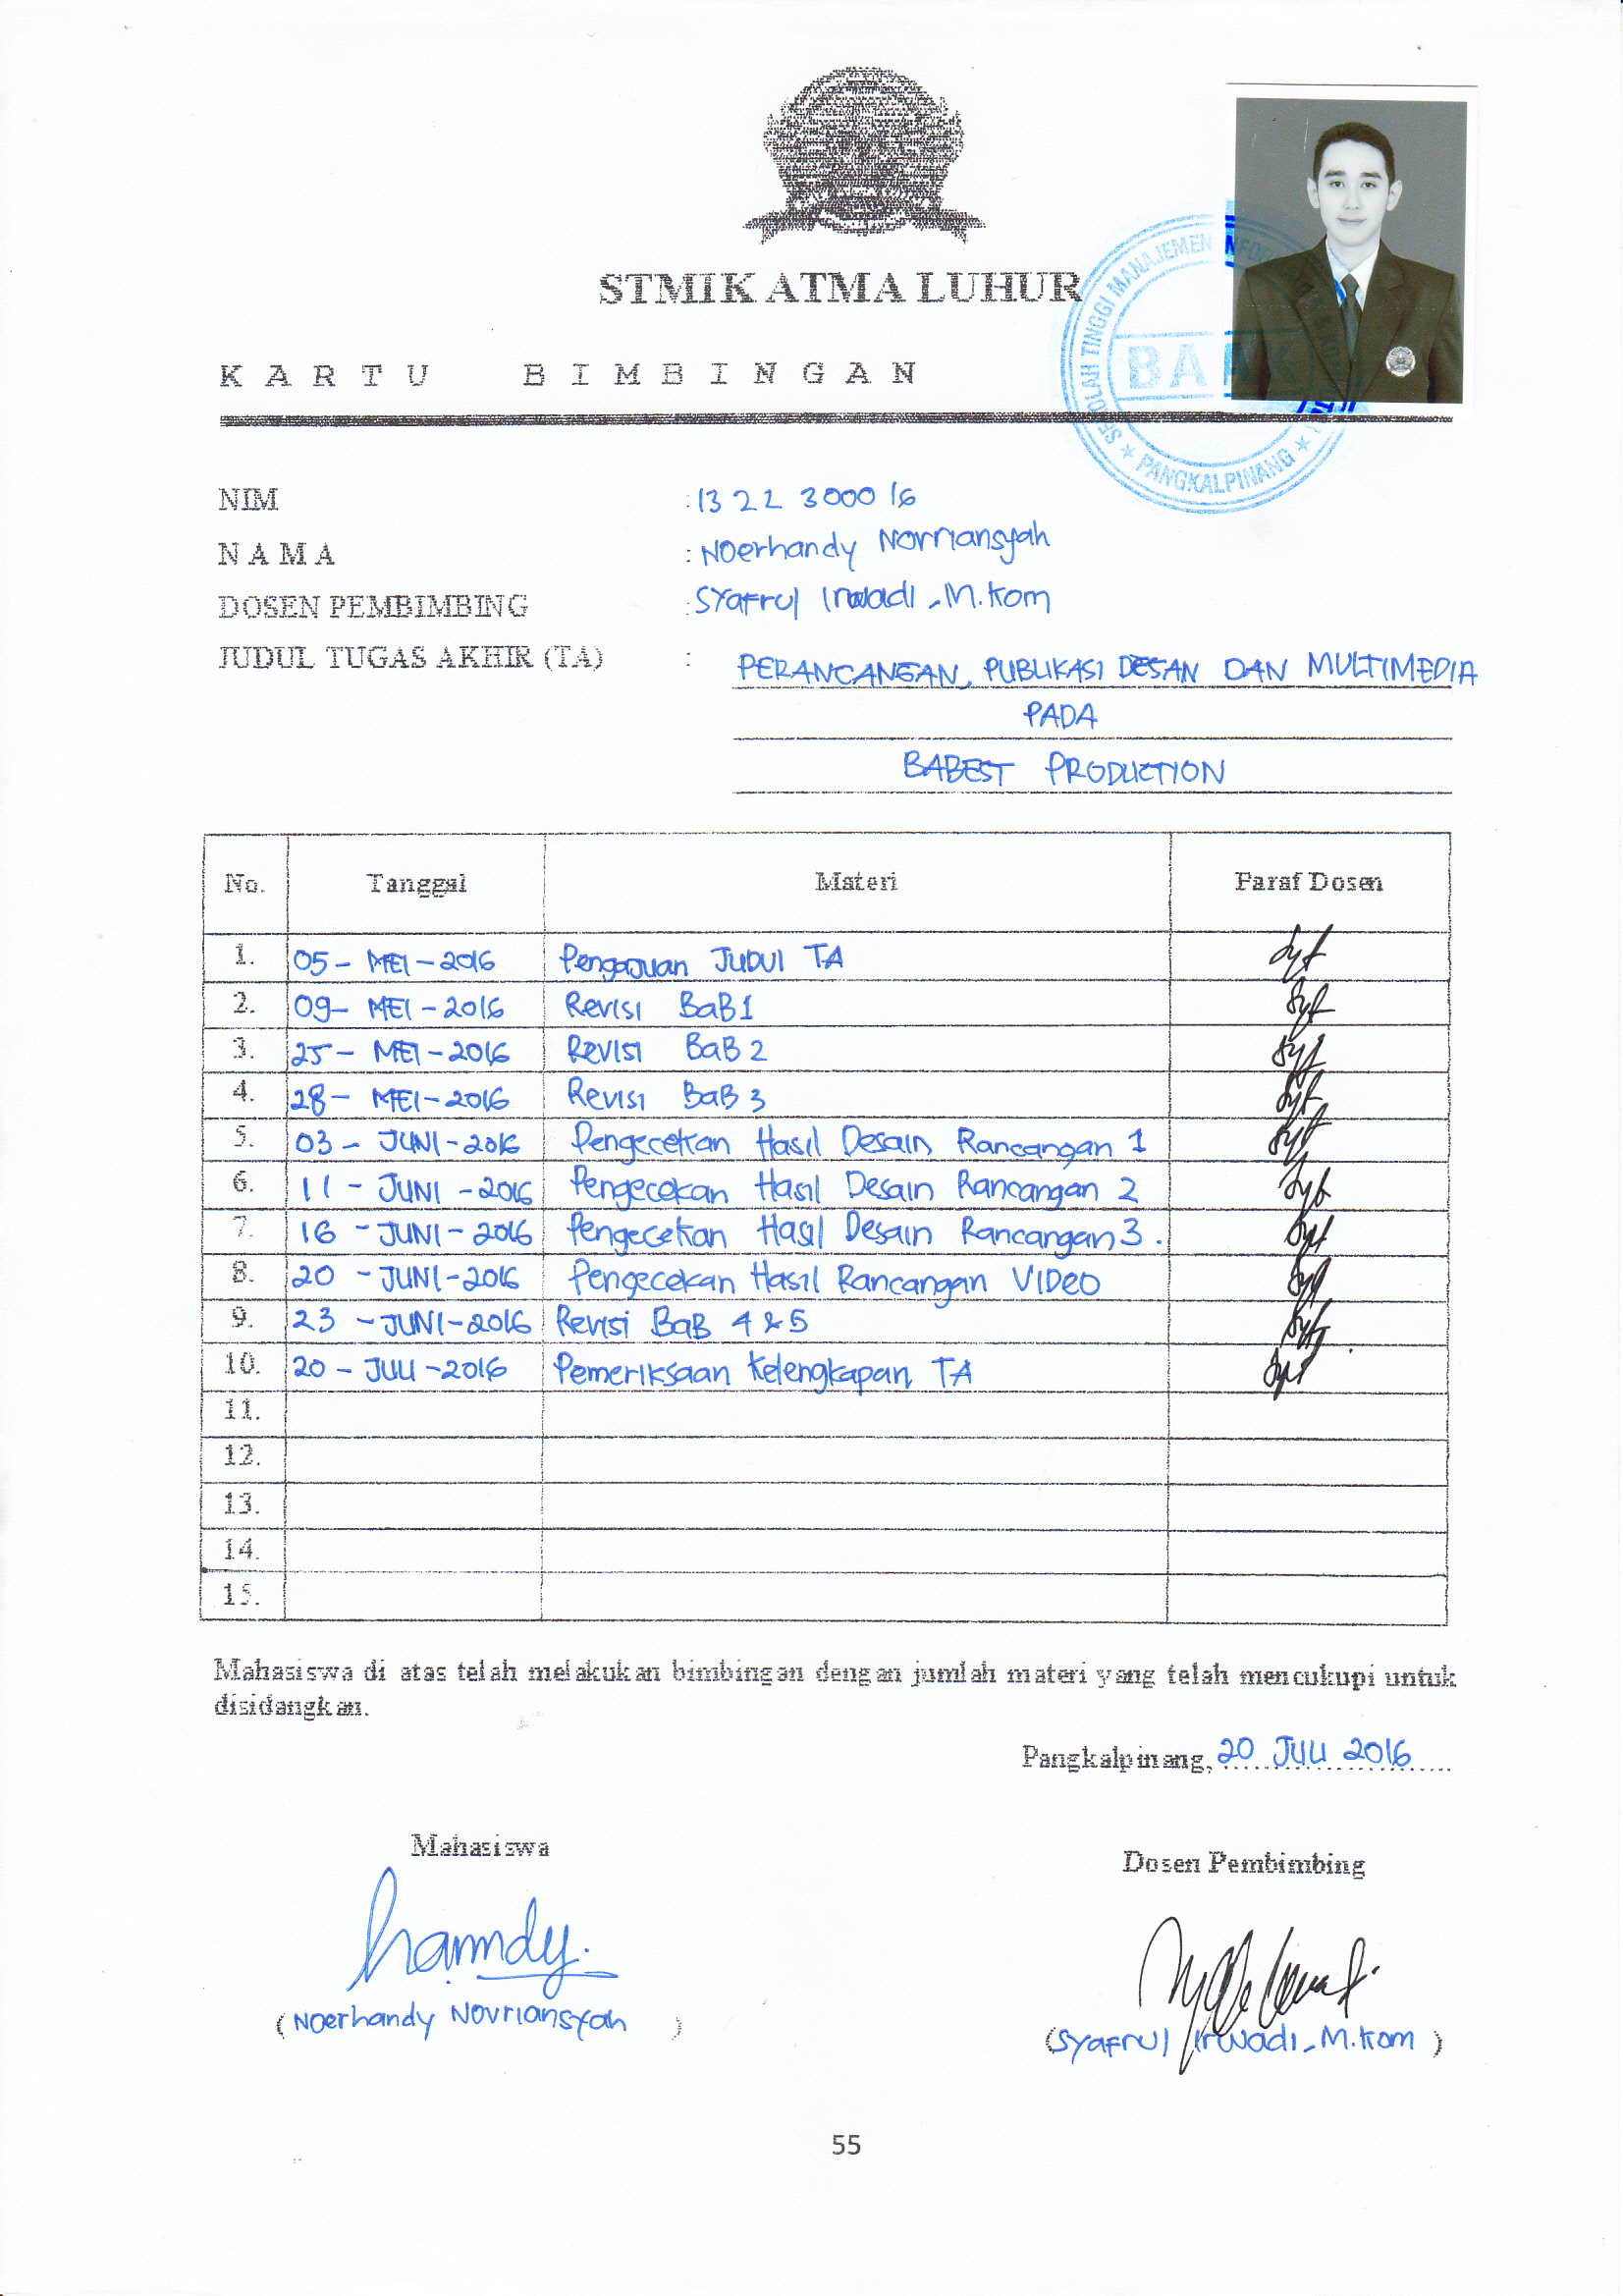 STMIK ATMA LUHUR
KARTU BIMBINGAN
SEKOLAH TINGGI MANAJEMEN INFOR
BAAK
★ PANGKALPINANG ★
NIM : 1322300016
NAMA : Noerhandy Novriansyah
DOSEN PEMBIMBING : Syafrul Irwadi, M.Kom
JUDUL TUGAS AKHIR (TA) : PERANCANGAN, PUBLIKASI DESAN DAN MULTIMEDIA
PADA
BABEST PRODUCTION
No. Tanggal Materi Paraf Dosen
1. 05 - MEI - 2016 Pengajuan Judul TA
2. 09 - MEI - 2016 Revisi BaB 1
3. 25 - MEI - 2016 Revisi BaB 2
4. 28 - MEI - 2016 Revisi BaB 3
5. 03 - JUNI - 2016 Pengecekan Hasil Desain Rancangan 1
6. 11 - JUNI - 2016 Pengecekan Hasil Desain Rancangan 2
7. 16 - JUNI - 2016 Pengecekan Hasil Desain Rancangan 3.
8. 20 - JUNI - 2016 Pengecekan Hasil Rancangan VIDEO
9. 23 - JUNI - 2016 Revisi BaB 4 & 5
10. 20 - JULI - 2016 Pemeriksaan Kelengkapan TA
11.
12.
13.
14.
15.
Mahasiswa di atas telah melakukan bimbingan dengan jumlah materi yang telah mencukupi untuk
disidangkan.
Pangkalpinang, 20 JULI 2016
Mahasiswa
Dosen Pembimbing
(Noerhandy Novriansyah)
(Syafrul Irwadi, M.Kom)
55